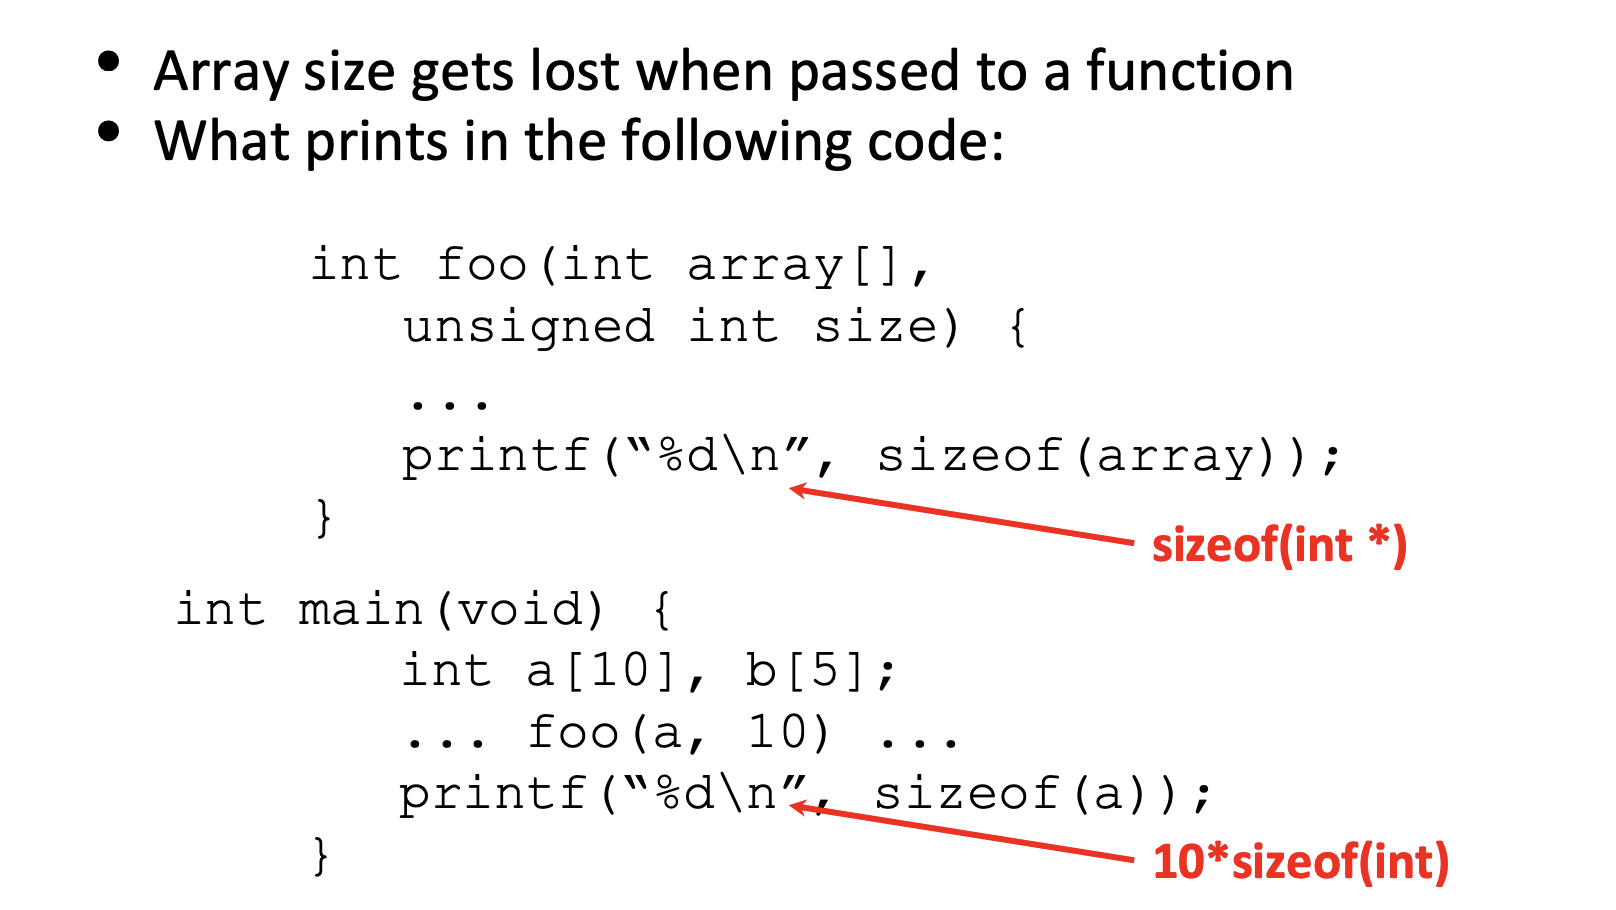 • Array size gets lost when passed to a function
• What prints in the following code:
int foo(int array[],
unsigned int size) {
...
printf(“%d\n”, sizeof(array));
}
sizeof(int *)
int main(void) {
int a[10], b[5];
... foo(a, 10) ...
printf(“%d\n”, sizeof(a));
}
10*sizeof(int)